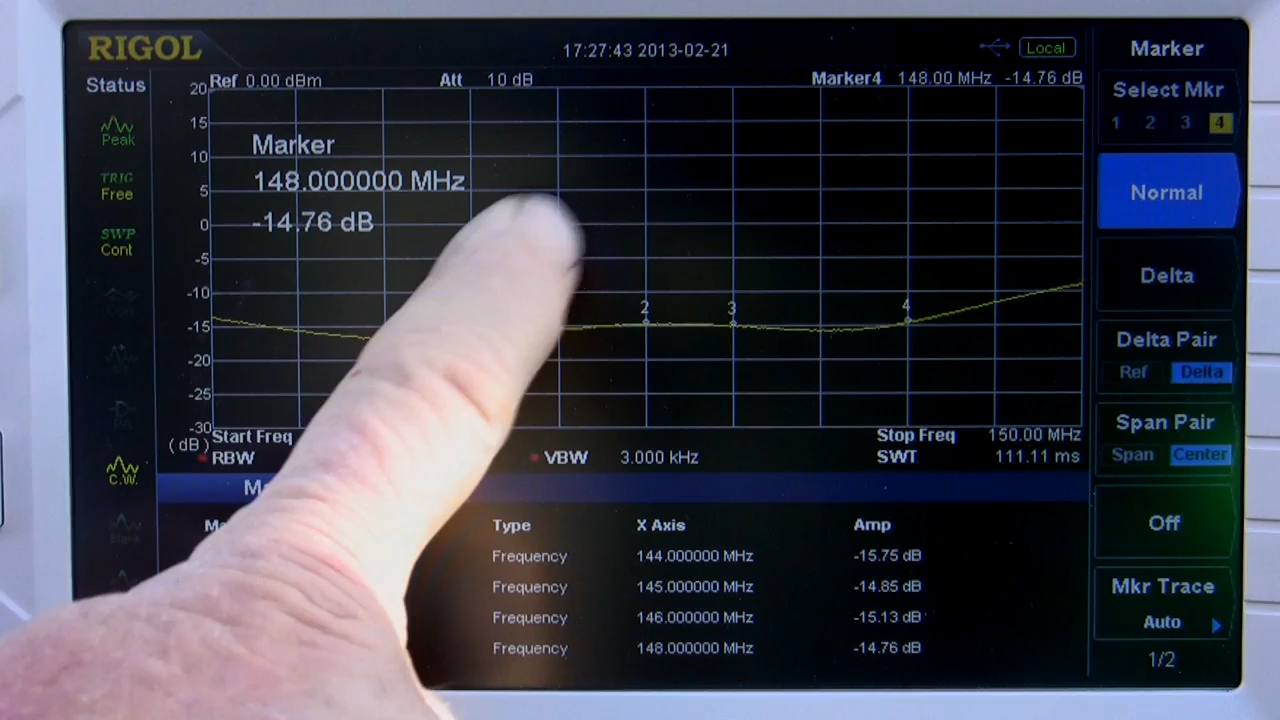 RIGOL 17:27:43 2013-02-21 Local Marker
Status Ref 0.00 dBm Att 10 dB Marker4 148.00 MHz -14.76 dB
Select Mkr
1 2 3 4
20
15
10
5
0
-5
-10
-15
-20
-25
-30
(dB)
Peak
TRIG
Free
SWP
Cont
C.W.
Blank
Marker
148.000000 MHz
-14.76 dB
2 3 4
Start Freq Stop Freq 150.00 MHz
RBW VBW 3.000 kHz SWT 111.11 ms
Type X Axis Amp
Frequency 144.000000 MHz -15.75 dB
Frequency 145.000000 MHz -14.85 dB
Frequency 146.000000 MHz -15.13 dB
Frequency 148.000000 MHz -14.76 dB
Normal
Delta
Delta Pair
Ref Delta
Span Pair
Span Center
Off
Mkr Trace
Auto
1/2